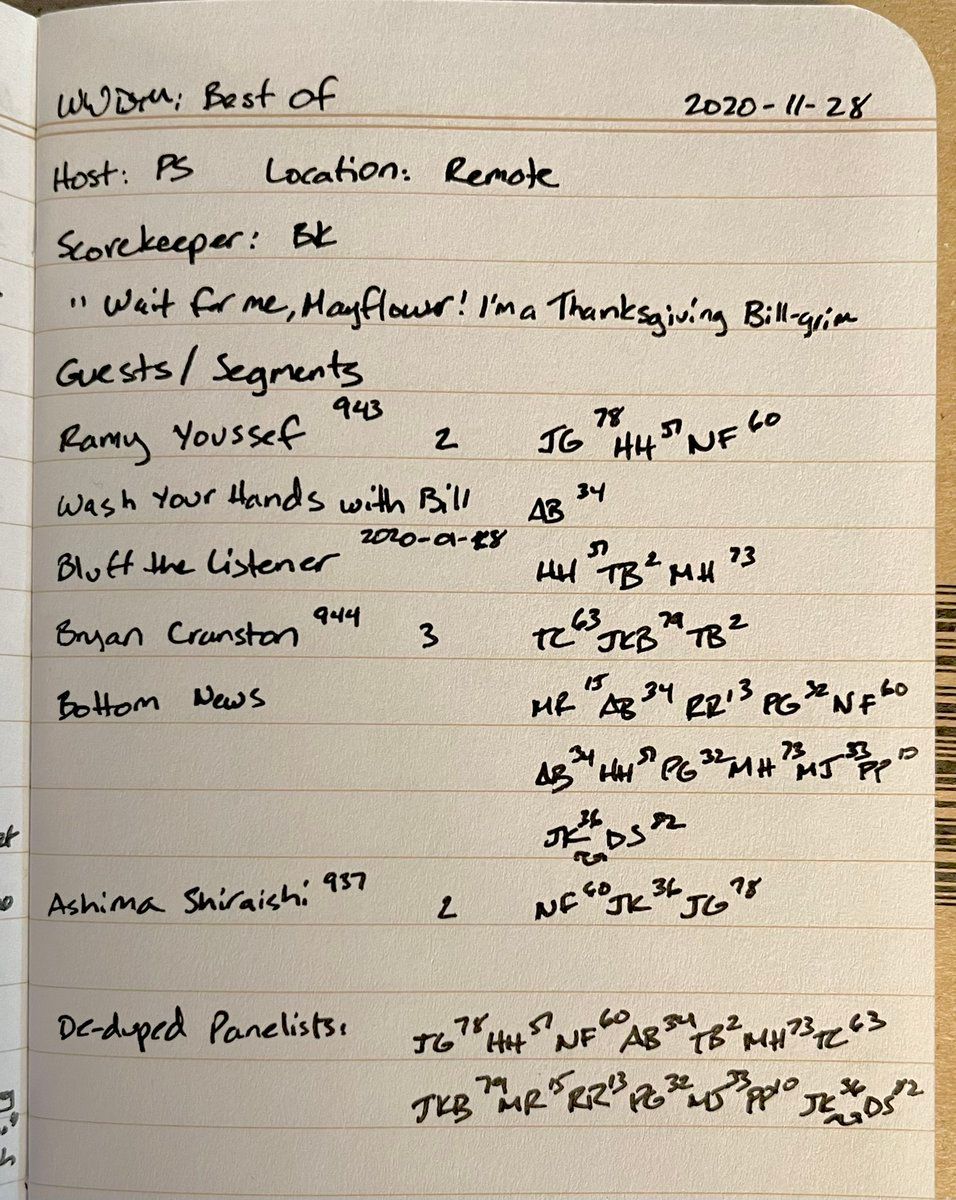 WWDTM: Best Of 2020-11-28
Host: PS Location: Remote
Scorekeeper: BK
"Wait for me, Mayflower! I'm a Thanksgiving Bill-grim
Guests/Segments
Ramy Youssef 943 2 JG 78 HH 51 NF 60
Wash Your Hands with Bill AB 34
Bluff the Listener HH 51 TB 2 MH 73
Bryan Cranston 944 3 TC 63 JKB 79 TB 2
Bottom News MR 15 AB 34 RR 13 PG 32 NF 60
AB 34 HH 51 PG 32 MH 73 MJ 53 PP 10
JK 36 DS 82
Ashima Shiraishi 937 2 NF 60 JK 36 JG 78
De-duped Panelists: JG 78 HH 51 NF 60 AB 34 TB 2 MH 73 TC 63
JKB 79 MR 15 RR 13 PG 32 MJ 53 PP 10 JK 36 DS 82